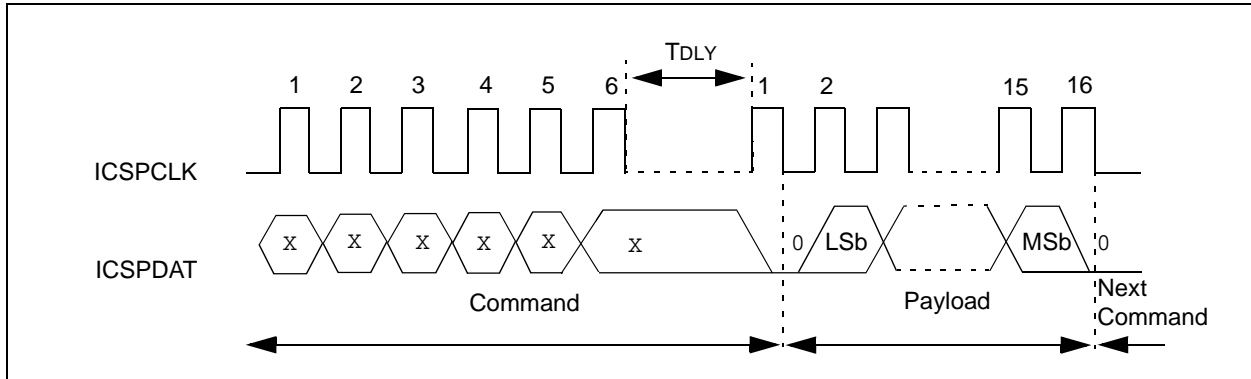 TDLY
1 2 3 4 5 6 1 2 15 16
ICSPCLK
X X X X X X 0 LSb MSb 0
ICSPDAT
Command Payload Next
Command